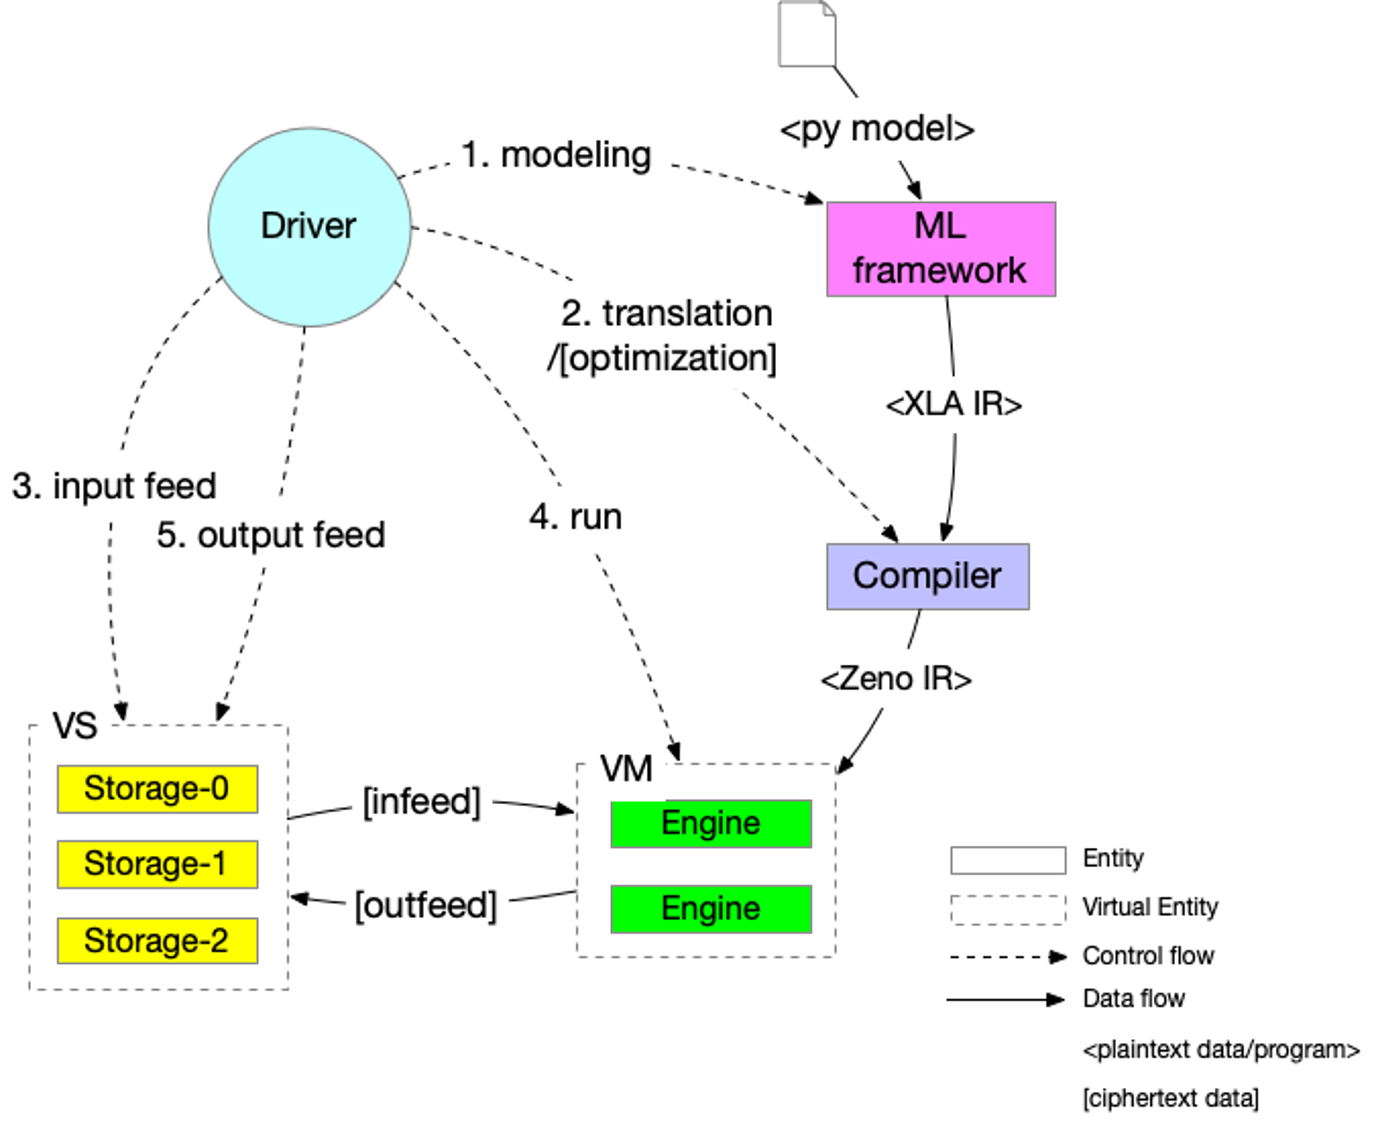 <py model>
1. modeling
Driver
ML
framework
2. translation
/[optimization]
<XLA IR>
3. input feed
5. output feed
4. run
Compiler
<Zeno IR>
VS
Storage-0
Storage-1
Storage-2
[infeed]
[outfeed]
VM
Engine
Engine
Entity
Virtual Entity
Control flow
Data flow
<plaintext data/program>
[ciphertext data]